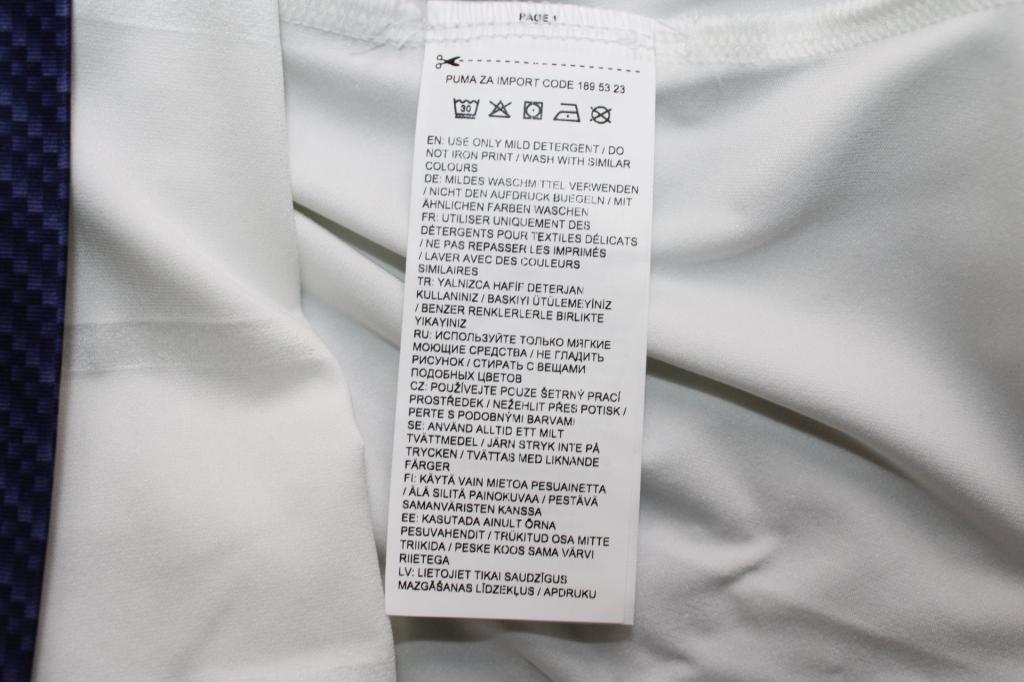 PAGE 1
PUMA ZA IMPORT CODE 189 53 23
30
EN: USE ONLY MILD DETERGENT / DO
NOT IRON PRINT / WASH WITH SIMILAR
COLOURS
DE: MILDES WASCHMITTEL VERWENDEN
/ NICHT DEN AUFDRUCK BUEGELN / MIT
ÄHNLICHEN FARBEN WASCHEN
FR: UTILISER UNIQUEMENT DES
DÉTERGENTS POUR TEXTILES DÉLICATS
/ NE PAS REPASSER LES IMPRIMÉS
/ LAVER AVEC DES COULEURS
SIMILAIRES
TR: YALNIZCA HAFİF DETERJAN
KULLANINIZ / BASKIYI ÜTÜLEMEYİNİZ
/ BENZER RENKLERLERLE BIRLIKTE
YIKAYINIZ
RU: ИСПОЛЬЗУЙТЕ ТОЛЬКО МЯГКИЕ
МОЮЩИЕ СРЕДСТВА / НЕ ГЛАДИТЬ
РИСУНОК / СТИРАТЬ С ВЕЩАМИ
ПОДОБНЫХ ЦВЕТОВ
CZ: POUŽÍVEJTE POUZE ŠETRNÝ PRACÍ
PROSTŘEDEK / NEŽEHLIT PŘES POTISK /
PERTE S PODOBNÝMI BARVAMI
SE: ANVÄND ALLTID ETT MILT
TVÄTTMEDEL / JÄRN STRYK INTE PÅ
TRYCKEN / TVÄTTAS MED LIKNANDE
FÄRGER
FI: KÄYTÄ VAIN MIETOA PESUAINETTA
/ ÄLÄ SILITÄ PAINOKUVAA / PESTÄVÄ
SAMANVÄRISTEN KANSSA
EE: KASUTADA AINULT ÕRNA
PESUVAHENDIT / TRÜKITUD OSA MITTE
TRIIKIDA / PESKE KOOS SAMA VÄRVI
RIIETEGA
LV: LIETOJIET TIKAI SAUDZĪGUS
MAZGĀŠANAS LĪDZEKĻUS / APDRUKU